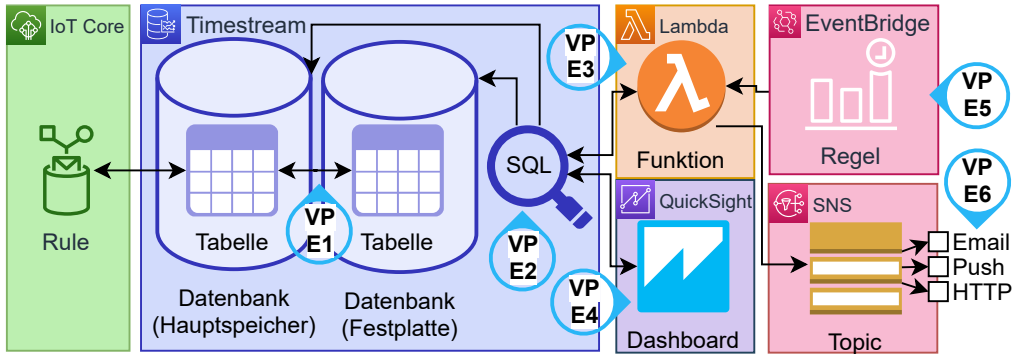 IoT Core
Rule
Timestream
Tabelle
Tabelle
VP
E1
Datenbank
(Hauptspeicher)
Datenbank
(Festplatte)
SQL
VP
E2
VP
E3
Lambda
Funktion
VP
E4
QuickSight
Dashboard
EventBridge
Regel
VP
E5
VP
E6
SNS
Topic
Email
Push
HTTP